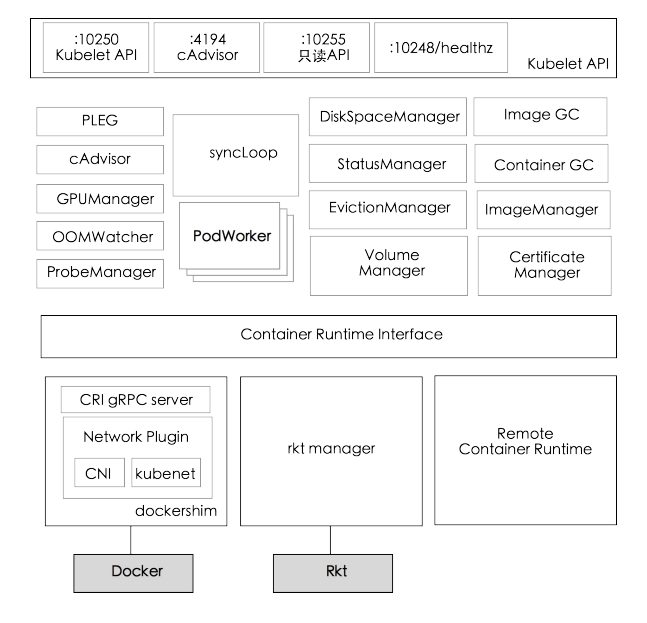 :10250
Kubelet API
:4194
cAdvisor
:10255
只读API
:10248/healthz
Kubelet API
PLEG
cAdvisor
GPUManager
OOMWatcher
ProbeManager
syncLoop
PodWorker
DiskSpaceManager
StatusManager
EvictionManager
Volume
Manager
Image GC
Container GC
ImageManager
Certificate
Manager
Container Runtime Interface
CRI gRPC server
Network Plugin
CNI
kubenet
dockershim
rkt manager
Remote
Container Runtime
Docker
Rkt